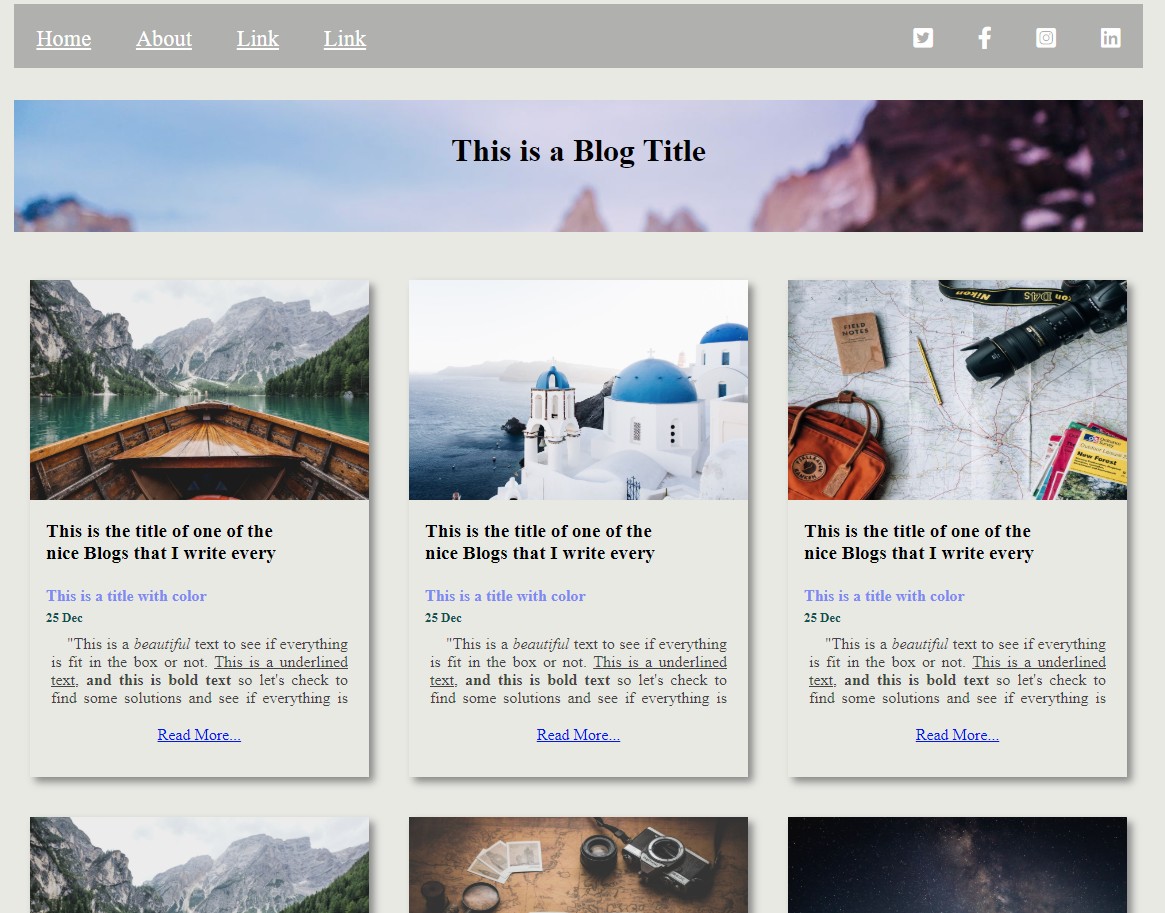 Home About Link Link
This is a Blog Title
Nikon D4s
FIELD
NOTES
Ordnance
Survey
New Forest
This is the title of one of the
nice Blogs that I write every
This is a title with color
25 Dec
"This is a beautiful text to see if everything
is fit in the box or not. This is a underlined
text, and this is bold text so let's check to
find some solutions and see if everything is
Read More...
This is the title of one of the
nice Blogs that I write every
This is a title with color
25 Dec
"This is a beautiful text to see if everything
is fit in the box or not. This is a underlined
text, and this is bold text so let's check to
find some solutions and see if everything is
Read More...
This is the title of one of the
nice Blogs that I write every
This is a title with color
25 Dec
"This is a beautiful text to see if everything
is fit in the box or not. This is a underlined
text, and this is bold text so let's check to
find some solutions and see if everything is
Read More...